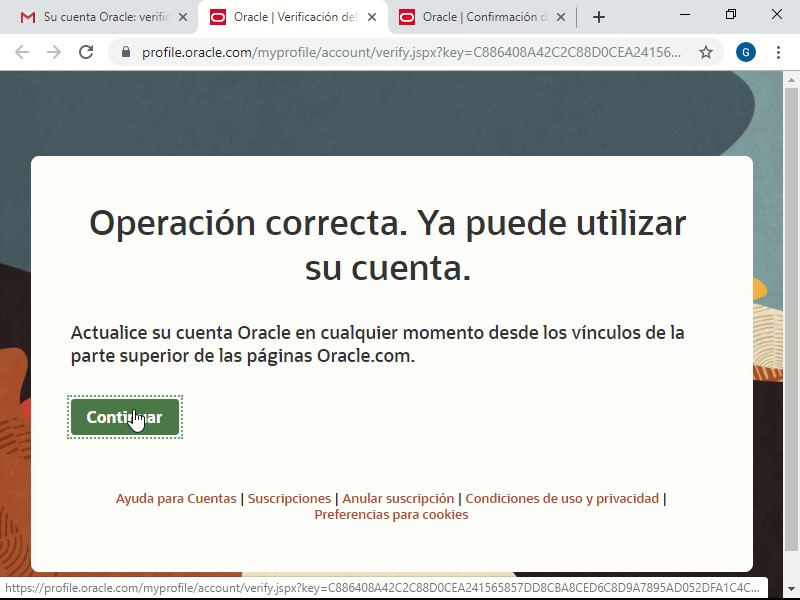 Su cuenta Oracle: verific
Oracle | Verificación del
Oracle | Confirmación d
profile.oracle.com/myprofile/account/verify.jspx?key=C886408A42C2C88D0CEA24156...
G
Operación correcta. Ya puede utilizar
su cuenta.
Actualice su cuenta Oracle en cualquier momento desde los vínculos de la
parte superior de las páginas Oracle.com.
Continuar
Ayuda para Cuentas | Suscripciones | Anular suscripción | Condiciones de uso y privacidad |
Preferencias para cookies
https://profile.oracle.com/myprofile/account/verify.jspx?key=C886408A42C2C88D0CEA241565857DD8CBA8CED6C8D9A7895AD052DFA1C4C...